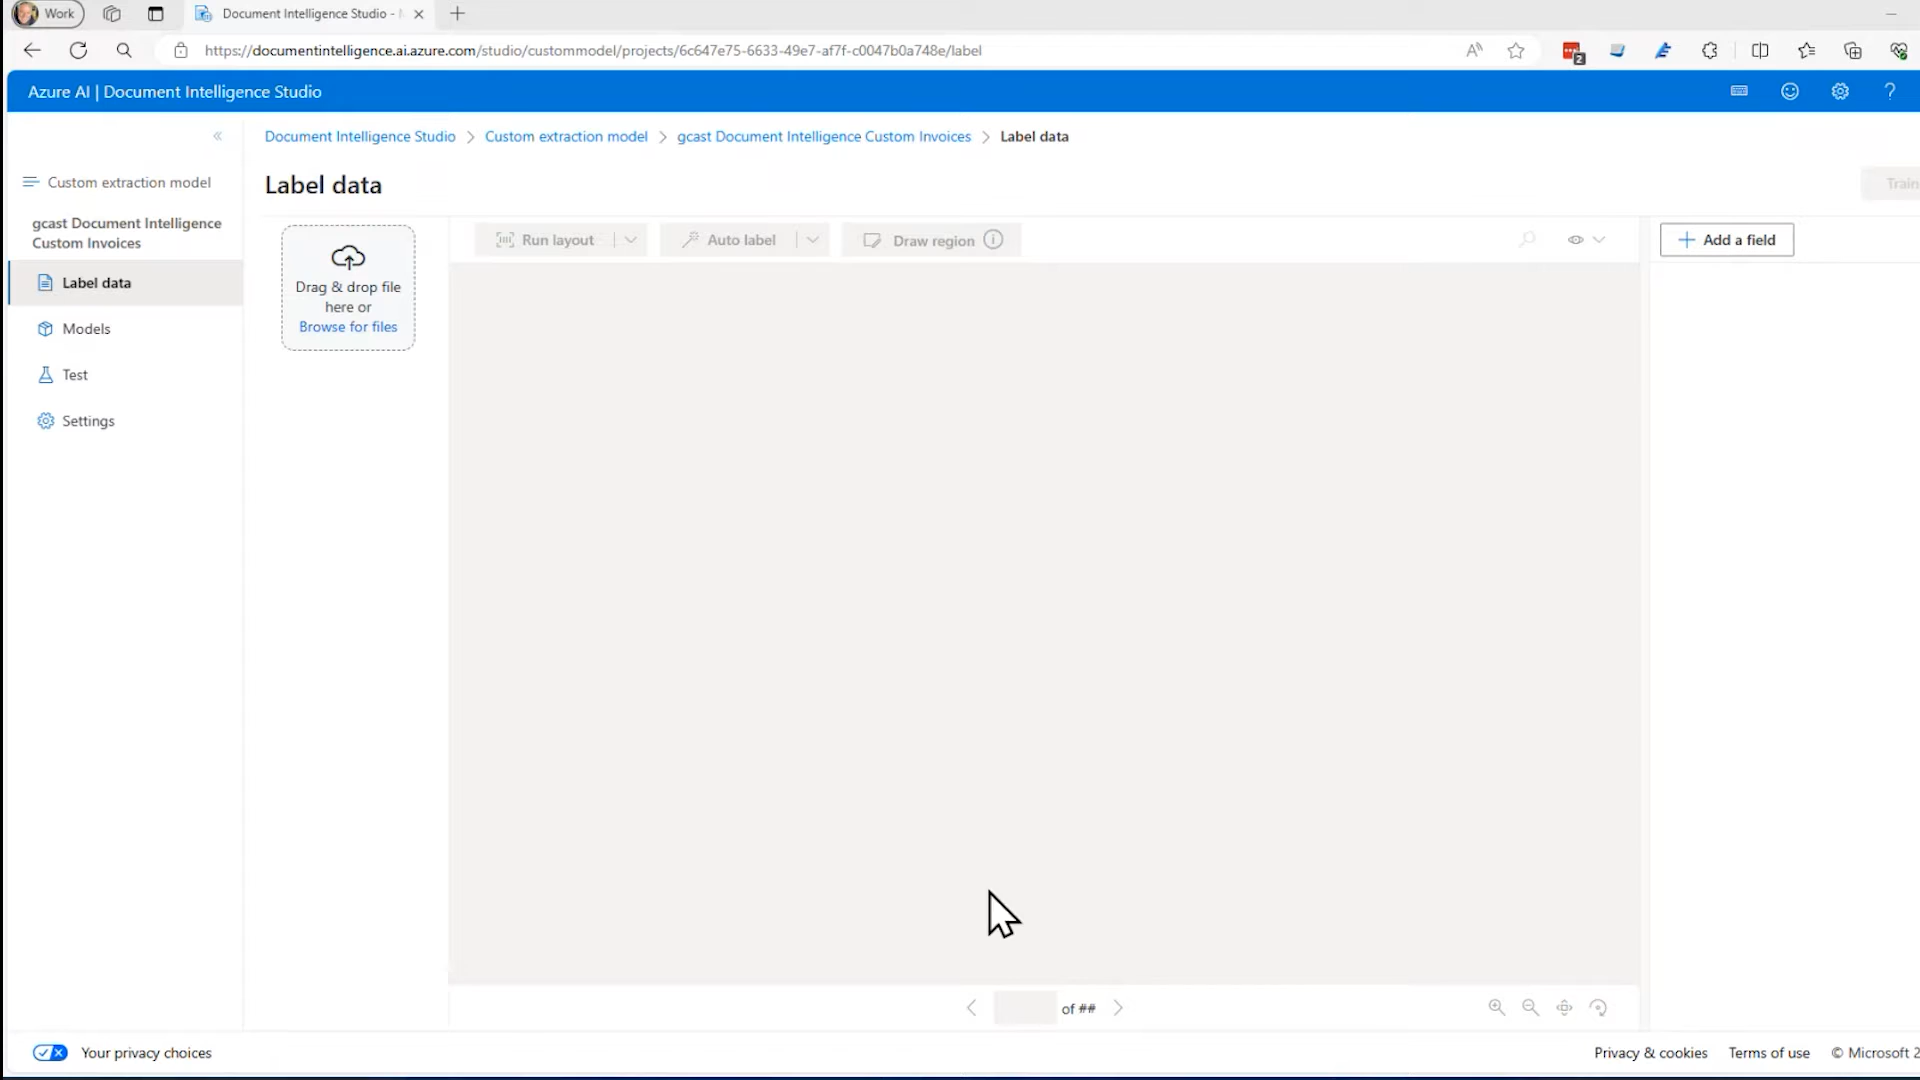 Work
Document Intelligence Studio -
https://documentintelligence.ai.azure.com/studio/custommodel/projects/6c647e75-6633-49e7-af7f-c0047b0a748e/label
2
Azure AI | Document Intelligence Studio
?
Document Intelligence Studio > Custom extraction model > gcast Document Intelligence Custom Invoices > Label data
Custom extraction model
Label data
Train
gcast Document Intelligence
Custom Invoices
Label data
Models
Test
Settings
Drag & drop file
here or
Browse for files
Run layout
Auto label
Draw region
+ Add a field
of ##
Your privacy choices
Privacy & cookies
Terms of use
© Microsoft 2